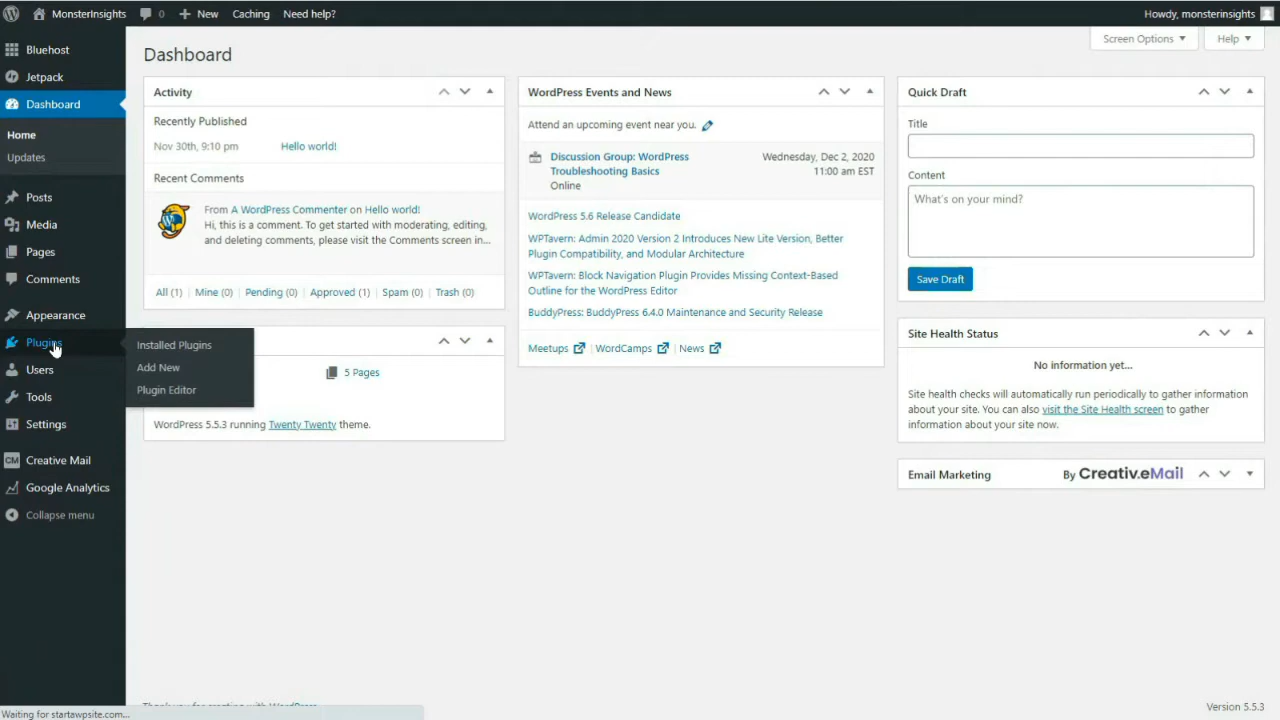 MonsterInsights 0 New Caching Need help? Howdy, monsterinsights
Screen Options Help
Bluehost
Jetpack
Dashboard
Home
Updates
Posts
Media
Pages
Comments
Appearance
Plugins
Users
Tools
Settings
CM Creative Mail
Google Analytics
Collapse menu
Installed Plugins
Add New
Plugin Editor
Dashboard
Activity
Recently Published
Nov 30th, 9:10 pm Hello world!
Recent Comments
From A WordPress Commenter on Hello world!
Hi, this is a comment. To get started with moderating, editing,
and deleting comments, please visit the Comments screen in...
All (1) | Mine (0) | Pending (0) | Approved (1) | Spam (0) | Trash (0)
5 Pages
WordPress 5.5.3 running Twenty Twenty theme.
WordPress Events and News
Attend an upcoming event near you.
Discussion Group: WordPress Wednesday, Dec 2, 2020
Troubleshooting Basics 11:00 am EST
Online
WordPress 5.6 Release Candidate
WPTavern: Admin 2020 Version 2 Introduces New Lite Version, Better
Plugin Compatibility, and Modular Architecture
WPTavern: Block Navigation Plugin Provides Missing Context-Based
Outline for the WordPress Editor
BuddyPress: BuddyPress 6.4.0 Maintenance and Security Release
Meetups | WordCamps | News
Quick Draft
Title
Content
What's on your mind?
Save Draft
Site Health Status
No information yet...
Site health checks will automatically run periodically to gather information
about your site. You can also visit the Site Health screen to gather
information about your site now.
Email Marketing By Creativ.eMail
Thank you for creating with WordPress
Version 5.5.3
Waiting for startawpsite.com...